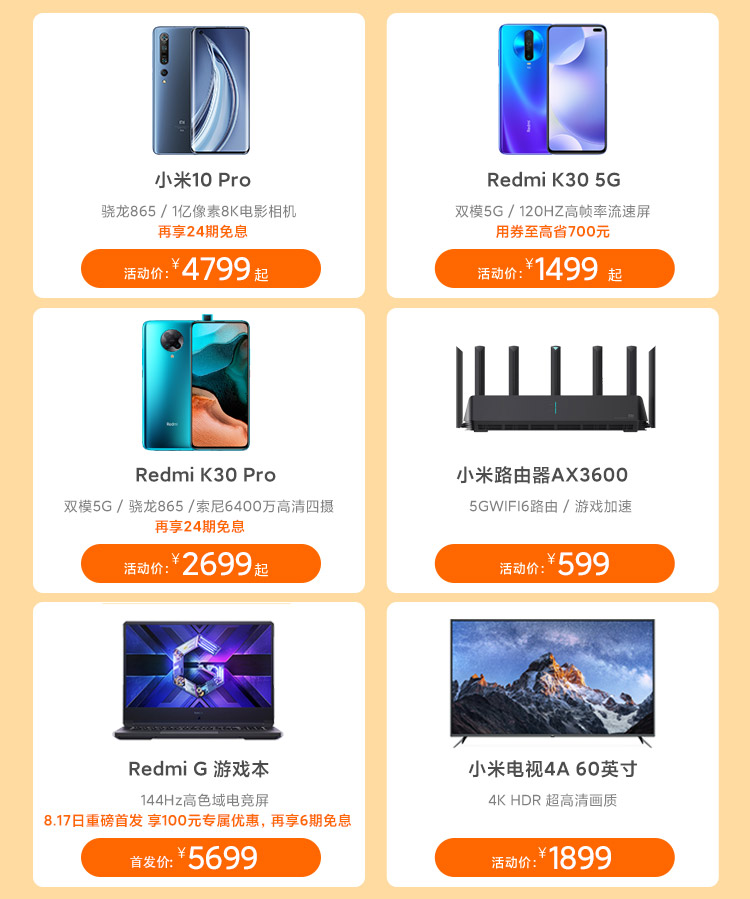 小米10 Pro
骁龙865 / 1亿像素8K电影相机
再享24期免息
活动价:¥4799 起
Redmi K30 5G
双模5G / 120HZ高帧率流速屏
用券至高省700元
活动价:¥1499 起
Redmi K30 Pro
双模5G / 骁龙865 /索尼6400万高清四摄
再享24期免息
活动价:¥2699起
小米路由器AX3600
5GWIFI6路由 / 游戏加速
活动价:¥599
Redmi G 游戏本
144Hz高色域电竞屏
8.17日重磅首发 享100元专属优惠, 再享6期免息
首发价:¥5699
小米电视4A 60英寸
4K HDR 超高清画质
活动价:¥1899